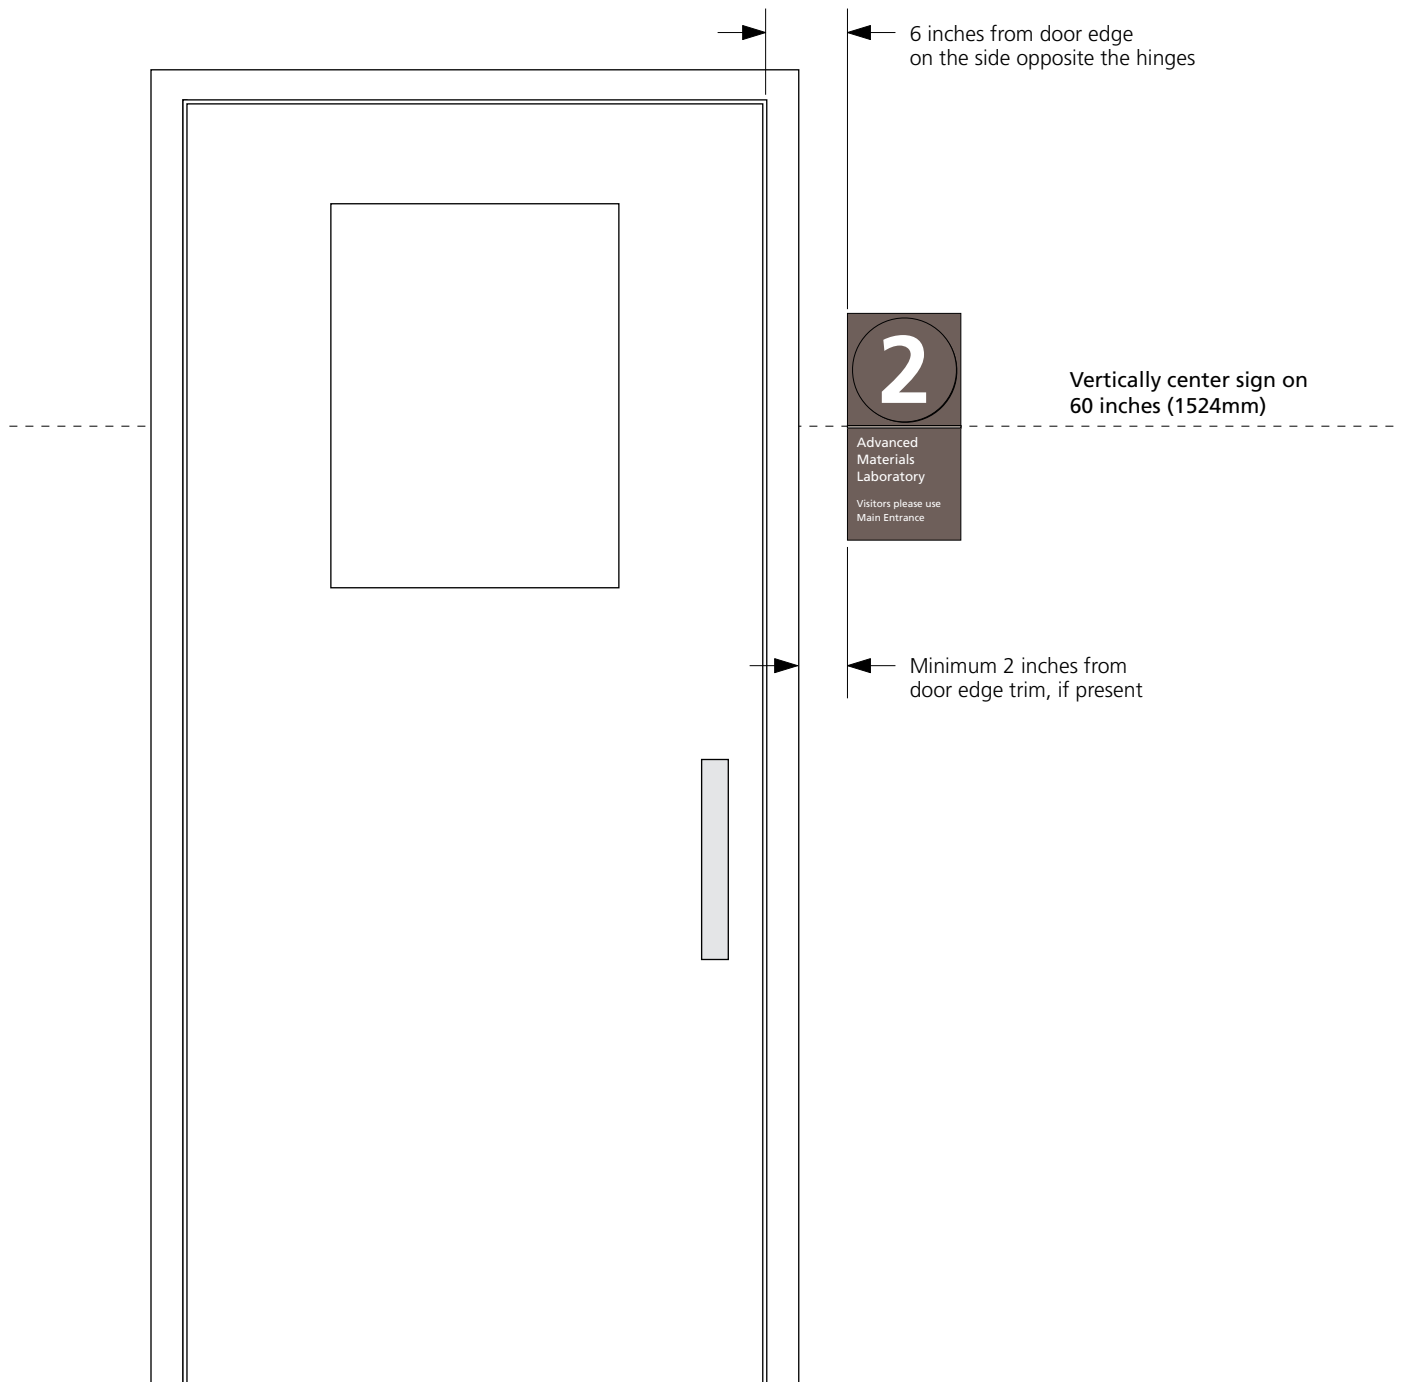 6 inches from door edge
on the side opposite the hinges
2
Vertically center sign on
60 inches (1524mm)
Advanced
Materials
Laboratory
Visitors please use
Main Entrance
Minimum 2 inches from
door edge trim, if present